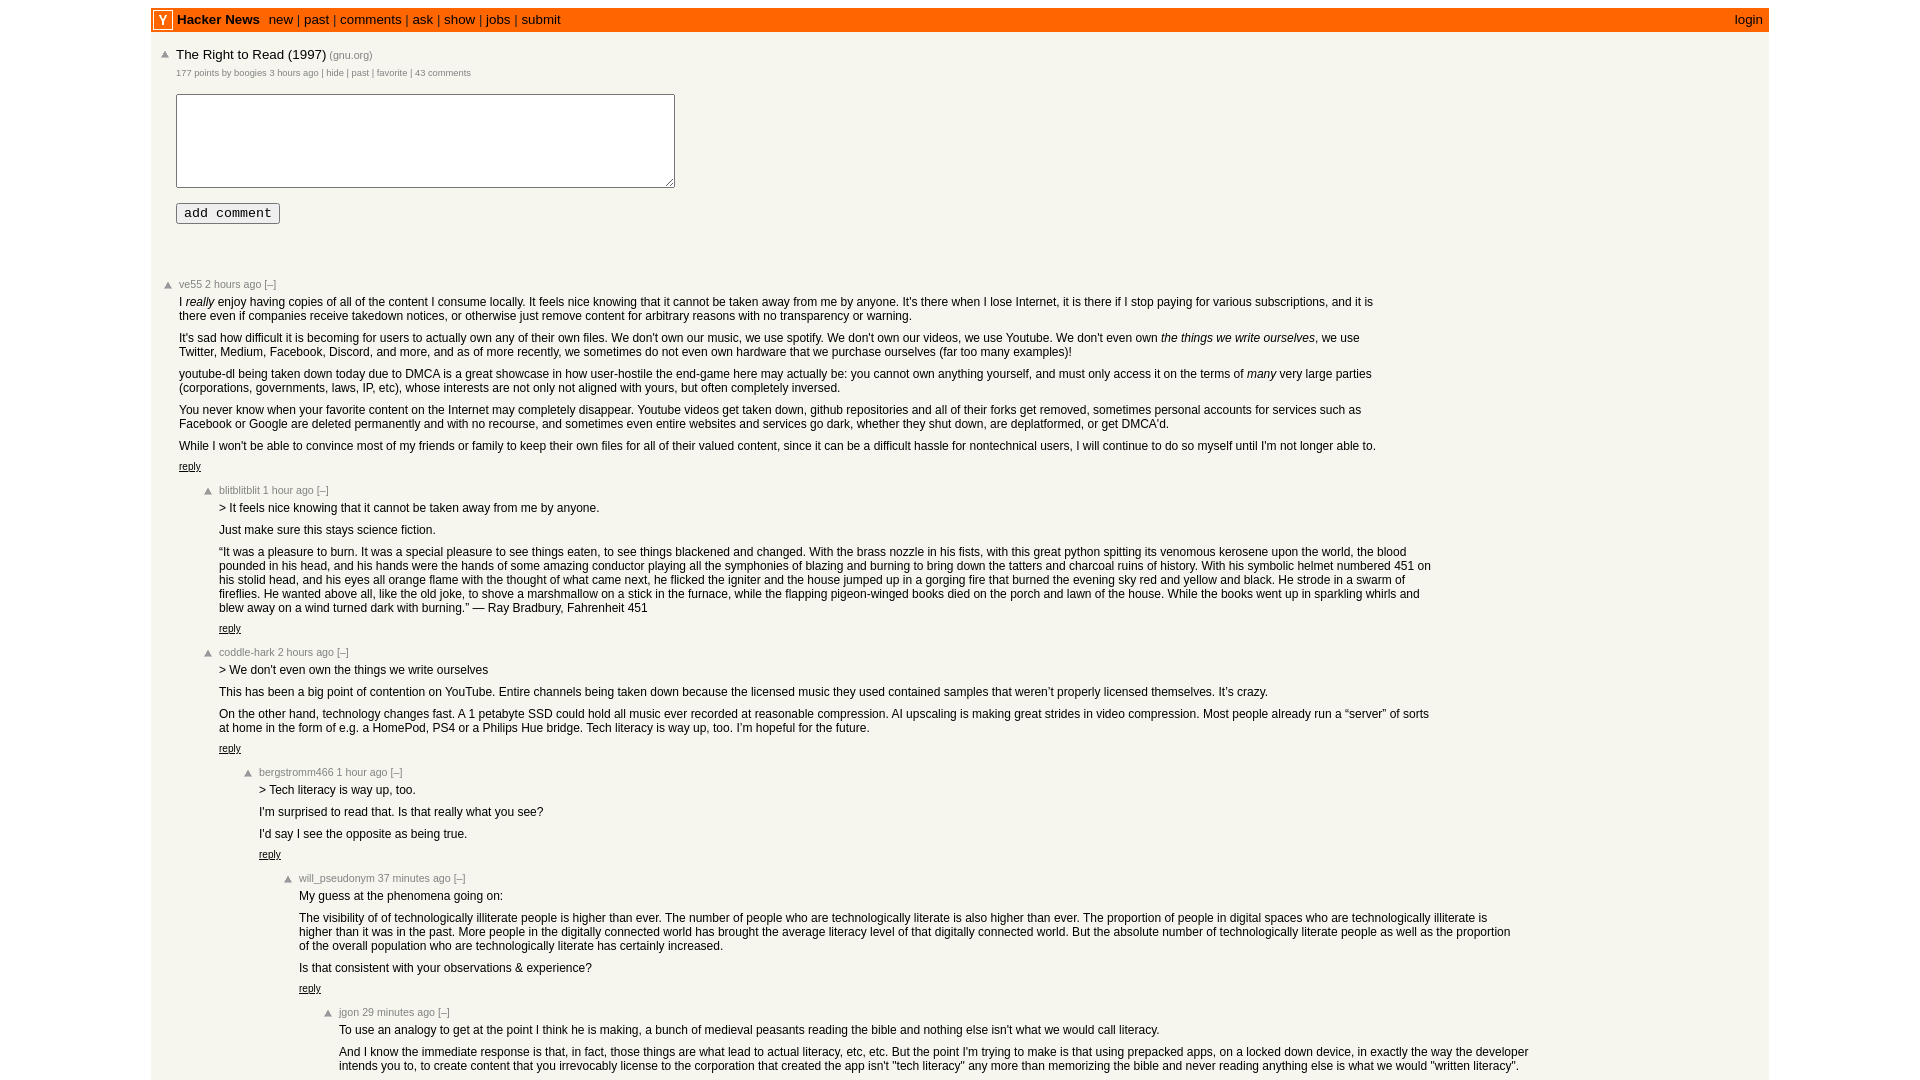 Y Hacker News new | past | comments | ask | show | jobs | submit login
The Right to Read (1997) (gnu.org)
177 points by boogies 3 hours ago | hide | past | favorite | 43 comments
add comment
ve55 2 hours ago [–]
I really enjoy having copies of all of the content I consume locally. It feels nice knowing that it cannot be taken away from me by anyone. It's there when I lose Internet, it is there if I stop paying for various subscriptions, and it is
there even if companies receive takedown notices, or otherwise just remove content for arbitrary reasons with no transparency or warning.
It's sad how difficult it is becoming for users to actually own any of their own files. We don't own our music, we use spotify. We don't own our videos, we use Youtube. We don't even own the things we write ourselves, we use
Twitter, Medium, Facebook, Discord, and more, and as of more recently, we sometimes do not even own hardware that we purchase ourselves (far too many examples)!
youtube-dl being taken down today due to DMCA is a great showcase in how user-hostile the end-game here may actually be: you cannot own anything yourself, and must only access it on the terms of many very large parties
(corporations, governments, laws, IP, etc), whose interests are not only not aligned with yours, but often completely inversed.
You never know when your favorite content on the Internet may completely disappear. Youtube videos get taken down, github repositories and all of their forks get removed, sometimes personal accounts for services such as
Facebook or Google are deleted permanently and with no recourse, and sometimes even entire websites and services go dark, whether they shut down, are deplatformed, or get DMCA'd.
While I won't be able to convince most of my friends or family to keep their own files for all of their valued content, since it can be a difficult hassle for nontechnical users, I will continue to do so myself until I'm not longer able to.
reply
blitblitblit 1 hour ago [–]
> It feels nice knowing that it cannot be taken away from me by anyone.
Just make sure this stays science fiction.
“It was a pleasure to burn. It was a special pleasure to see things eaten, to see things blackened and changed. With the brass nozzle in his fists, with this great python spitting its venomous kerosene upon the world, the blood
pounded in his head, and his hands were the hands of some amazing conductor playing all the symphonies of blazing and burning to bring down the tatters and charcoal ruins of history. With his symbolic helmet numbered 451 on
his stolid head, and his eyes all orange flame with the thought of what came next, he flicked the igniter and the house jumped up in a gorging fire that burned the evening sky red and yellow and black. He strode in a swarm of
fireflies. He wanted above all, like the old joke, to shove a marshmallow on a stick in the furnace, while the flapping pigeon-winged books died on the porch and lawn of the house. While the books went up in sparkling whirls and
blew away on a wind turned dark with burning.” ― Ray Bradbury, Fahrenheit 451
reply
coddle-hark 2 hours ago [–]
> We don't even own the things we write ourselves
This has been a big point of contention on YouTube. Entire channels being taken down because the licensed music they used contained samples that weren’t properly licensed themselves. It’s crazy.
On the other hand, technology changes fast. A 1 petabyte SSD could hold all music ever recorded at reasonable compression. AI upscaling is making great strides in video compression. Most people already run a “server” of sorts
at home in the form of e.g. a HomePod, PS4 or a Philips Hue bridge. Tech literacy is way up, too. I’m hopeful for the future.
reply
bergstromm466 1 hour ago [–]
> Tech literacy is way up, too.
I'm surprised to read that. Is that really what you see?
I'd say I see the opposite as being true.
reply
will_pseudonym 37 minutes ago [–]
My guess at the phenomena going on:
The visibility of of technologically illiterate people is higher than ever. The number of people who are technologically literate is also higher than ever. The proportion of people in digital spaces who are technologically illiterate is
higher than it was in the past. More people in the digitally connected world has brought the average literacy level of that digitally connected world. But the absolute number of technologically literate people as well as the proportion
of the overall population who are technologically literate has certainly increased.
Is that consistent with your observations & experience?
reply
jgon 29 minutes ago [–]
To use an analogy to get at the point I think he is making, a bunch of medieval peasants reading the bible and nothing else isn't what we would call literacy.
And I know the immediate response is that, in fact, those things are what lead to actual literacy, etc, etc. But the point I'm trying to make is that using prepacked apps, on a locked down device, in exactly the way the developer
intends you to, to create content that you irrevocably license to the corporation that created the app isn't "tech literacy" any more than memorizing the bible and never reading anything else is what we would "written literacy".